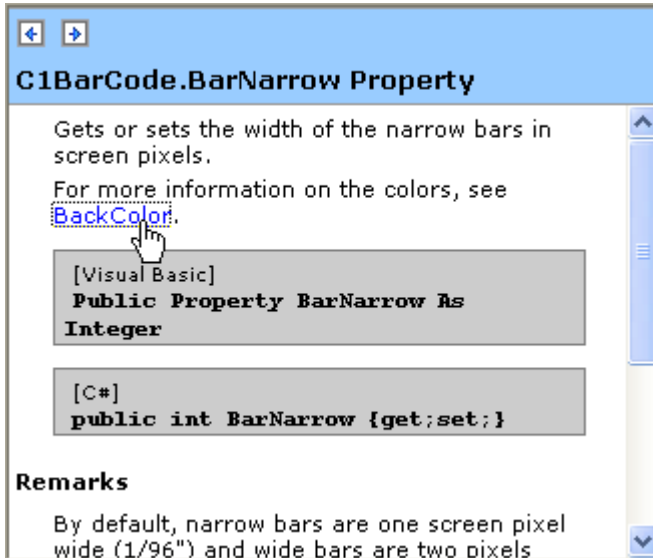 C1BarCode.BarNarrow Property
Gets or sets the width of the narrow bars in
screen pixels.
For more information on the colors, see
BackColor.
[Visual Basic]
Public Property BarNarrow As
Integer
[C#]
public int BarNarrow {get;set;}
Remarks
By default, narrow bars are one screen pixel
wide (1/96") and wide bars are two pixels